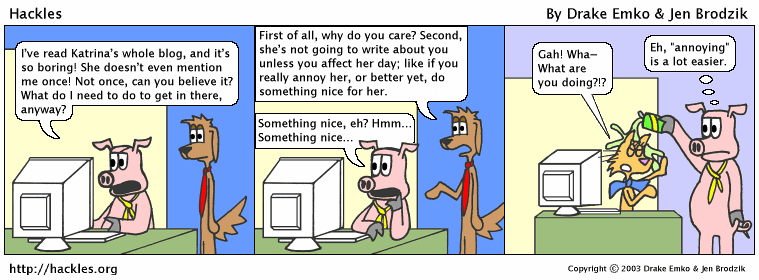 Hackles
By Drake Emko & Jen Brodzik
I've read Katrina's whole blog, and it's
so boring! She doesn't even mention
me once! Not once, can you believe it?
What do I need to do to get in there,
anyway?
First of all, why do you care? Second,
she's not going to write about you
unless you affect her day; like if you
really annoy her, or better yet, do
something nice for her.
Something nice, eh? Hmm...
Something nice...
Gah! Wha—
What are
you doing?!?
Eh, "annoying"
is a lot easier.
http://hackles.org
Copyright © 2003 Drake Emko & Jen Brodzik